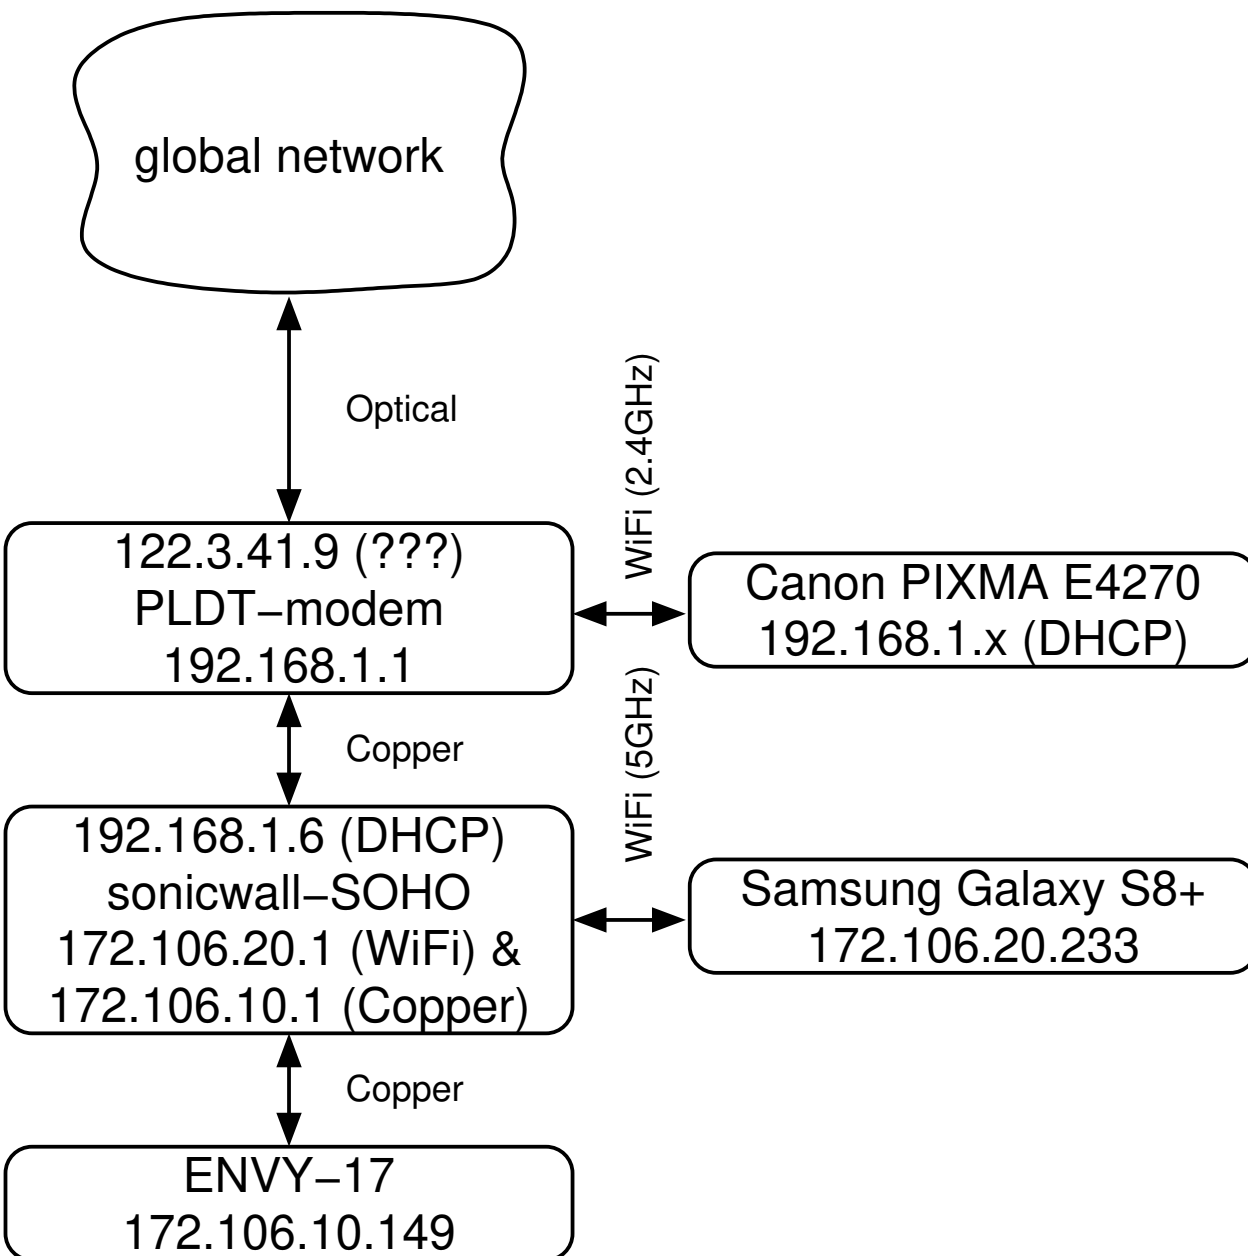 global network
Optical
WiFi (2.4GHz)
122.3.41.9 (???)
PLDT−modem
192.168.1.1
Canon PIXMA E4270
192.168.1.x (DHCP)
Copper
WiFi (5GHz)
192.168.1.6 (DHCP)
sonicwall−SOHO
172.106.20.1 (WiFi) &
172.106.10.1 (Copper)
Samsung Galaxy S8+
172.106.20.233
Copper
ENVY−17
172.106.10.149